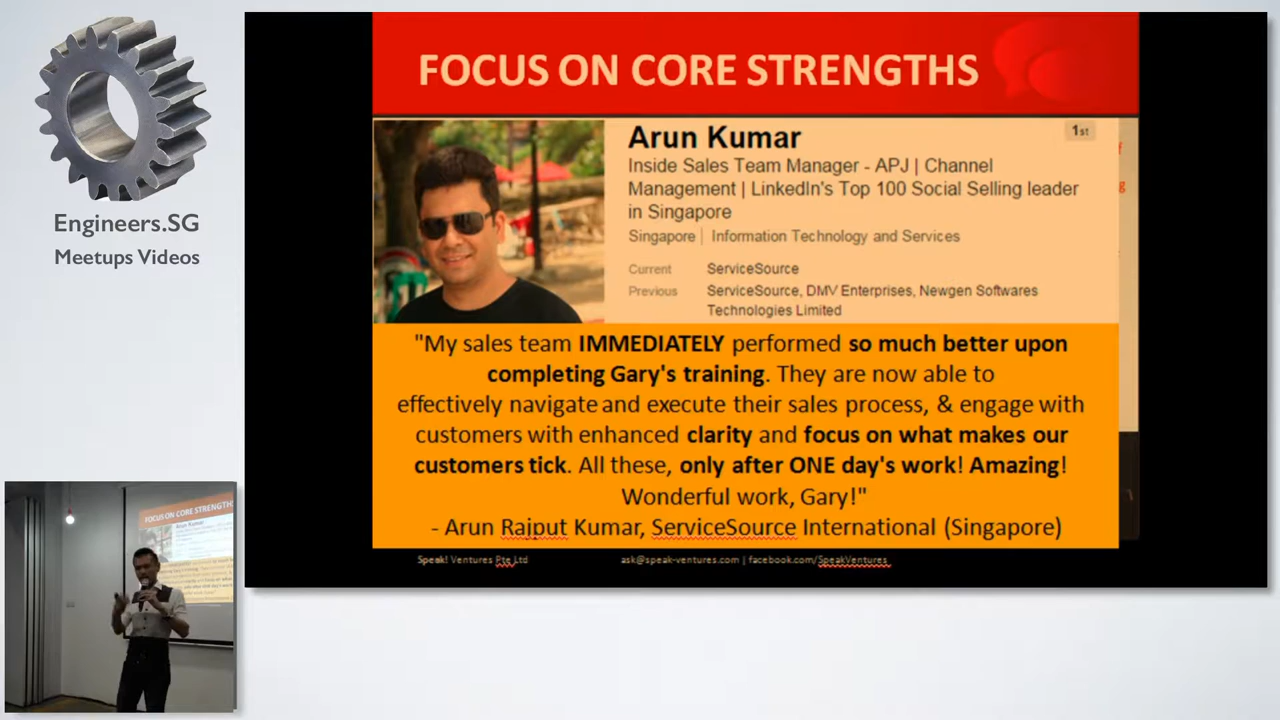 Engineers.SG
Meetups Videos
FOCUS ON CORE STRENGTHS
Arun Kumar
1st
Inside Sales Team Manager - APJ | Channel
Management | LinkedIn's Top 100 Social Selling leader
in Singapore
Singapore | Information Technology and Services
Current ServiceSource
Previous ServiceSource, DMV Enterprises, Newgen Softwares
Technologies Limited
"My sales team IMMEDIATELY performed so much better upon
completing Gary's training. They are now able to
effectively navigate and execute their sales process, & engage with
customers with enhanced clarity and focus on what makes our
customers tick. All these, only after ONE day's work! Amazing!
Wonderful work, Gary!"
- Arun Rajput Kumar, ServiceSource International (Singapore)
Speak! Ventures Pte Ltd
ask@speak-ventures.com | facebook.com/SpeakVentures
FOCUS ON CORE STRENGTHS